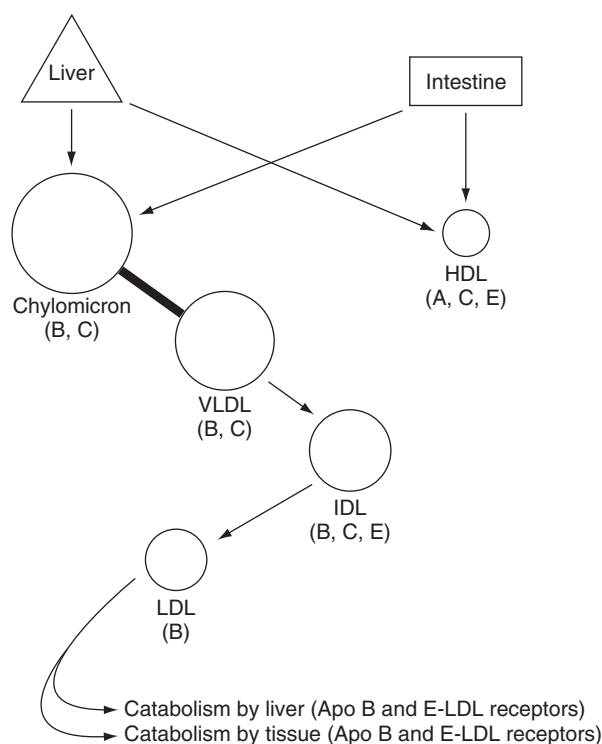 Liver
Intestine
HDL
(A, C, E)
Chylomicron
(B, C)
VLDL
(B, C)
IDL
(B, C, E)
LDL
(B)
Catabolism by liver (Apo B and E-LDL receptors)
Catabolism by tissue (Apo B and E-LDL receptors)